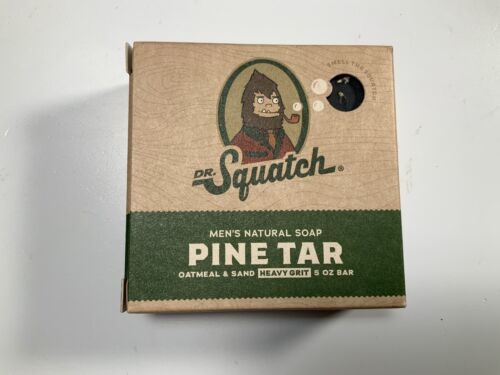 SMELL THE SQUATCH
DR.
Squatch®
MEN'S NATURAL SOAP
PINE TAR
OATMEAL & SAND HEAVY GRIT 5 OZ BAR